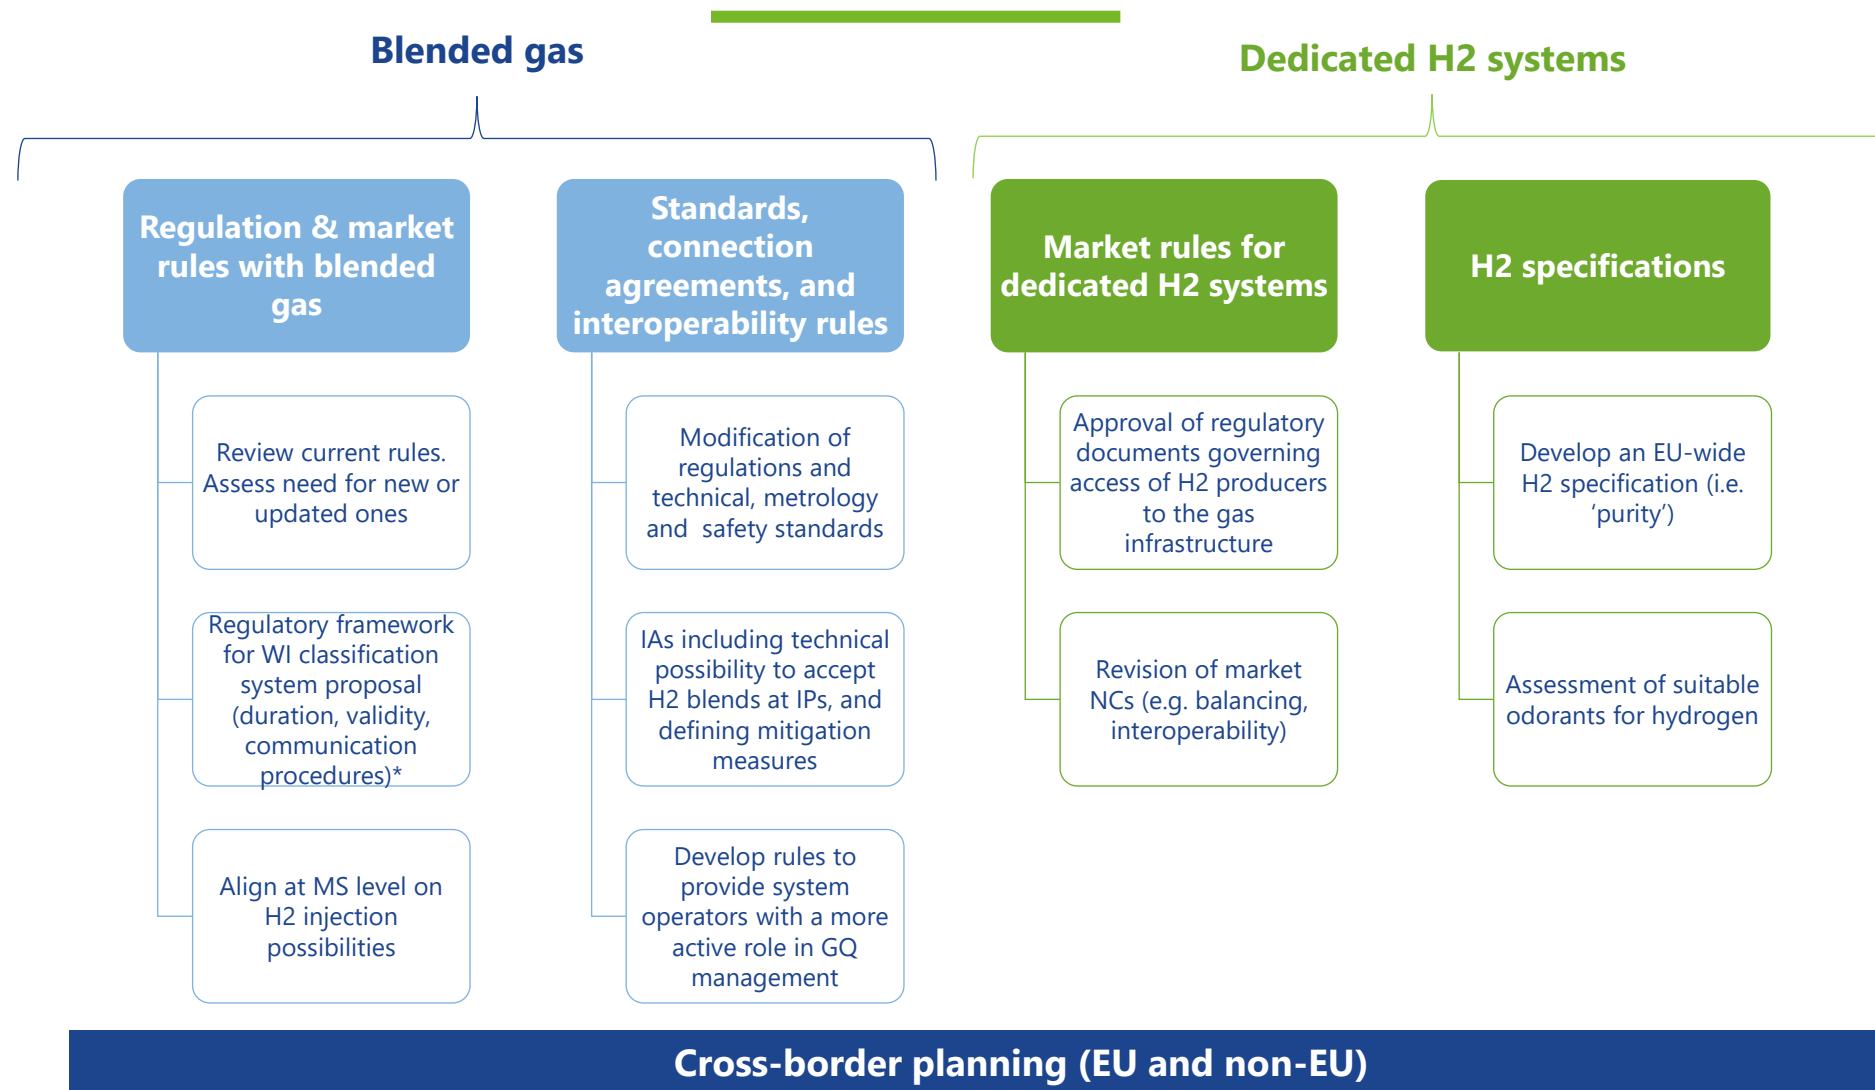 Blended gas
Dedicated H2 systems
Regulation & market
rules with blended
gas
Review current rules.
Assess need for new or
updated ones
Regulatory framework
for WI classification
system proposal
(duration, validity,
communication
procedures)*
Align at MS level on
H2 injection
possibilities
Standards,
connection
agreements, and
interoperability rules
Modification of
regulations and
technical, metrology
and  safety standards
IAs including technical
possibility to accept
H2 blends at IPs, and
defining mitigation
measures
Develop rules to
provide system
operators with a more
active role in GQ
management
Market rules for
dedicated H2 systems
Approval of regulatory
documents governing
access of H2 producers
to the gas
infrastructure
Revision of market
NCs (e.g. balancing,
interoperability)
H2 specifications
Develop an EU-wide
H2 specification (i.e.
‘purity’)
Assessment of suitable
odorants for hydrogen
Cross-border planning (EU and non-EU)